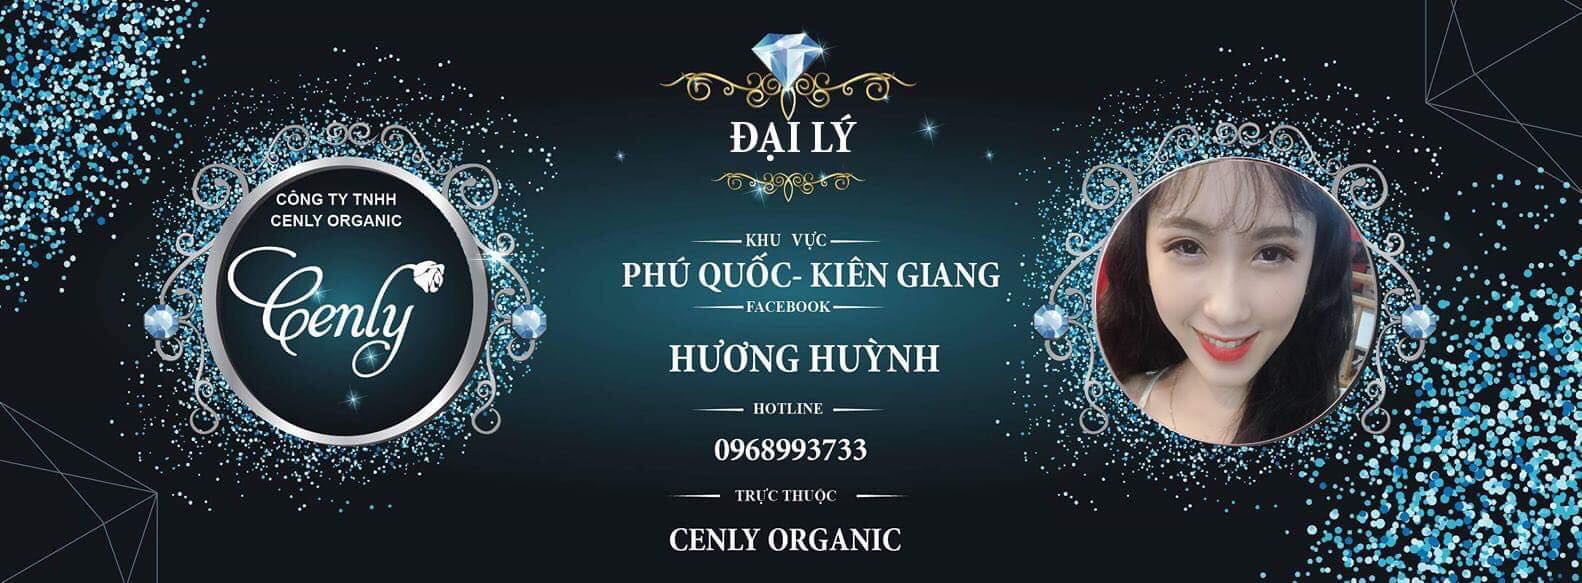 CÔNG TY TNHH
CENLY ORGANIC
Cenly
ĐẠI LÝ
KHU VỰC
PHÚ QUỐC- KIÊN GIANG
FACEBOOK
HƯƠNG HUỲNH
HOTLINE
0968993733
TRỰC THUỘC
CENLY ORGANIC